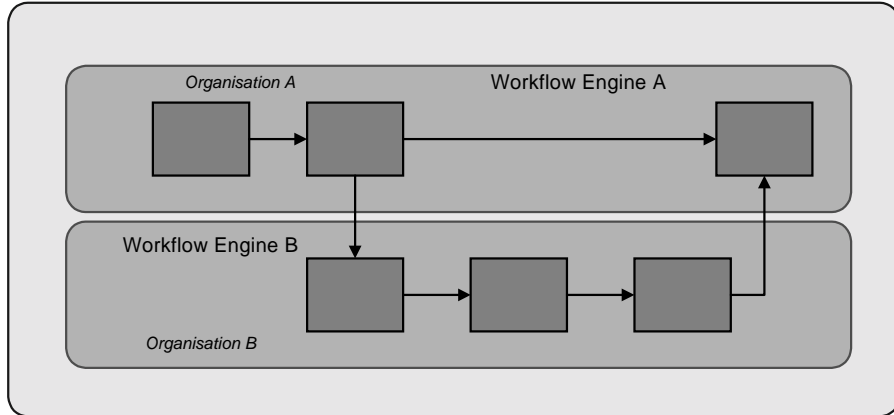 Organisation A
Workflow Engine A
Workflow Engine B
Organisation B